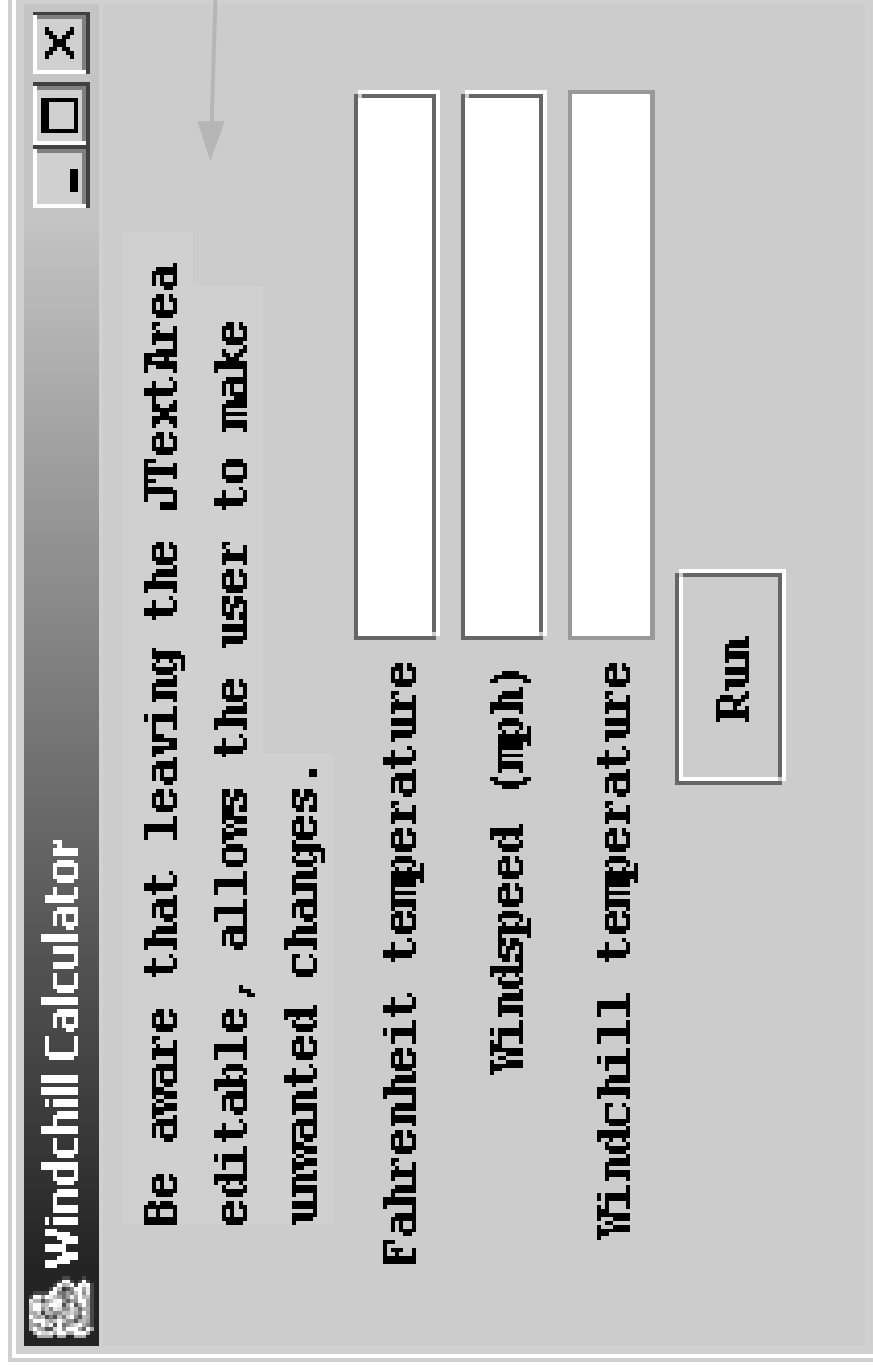 Windchill Calculator
Be aware that leaving the JTextArea
editable, allows the user to make
unwanted changes.
Fahrenheit temperature
Windspeed (mph)
Windchill temperature
Run